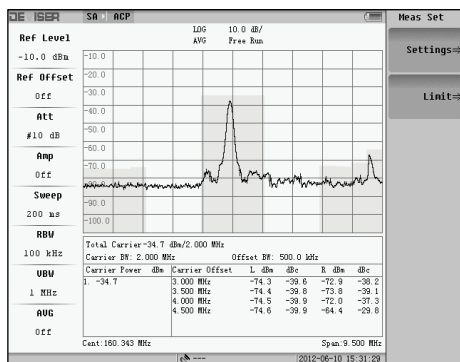 DEVISER
SA ACP
Meas Set
LOG 10.0 dB/
AVG Free Run
Ref Level
-10.0 dBm
Ref Offset
Off
Att
#10 dB
Amp
Off
Sweep
200 ms
RBW
100 kHz
VBW
1 MHz
AVG
Off
Settings⇒
Limit⇒
-10.0
-20.0
-30.0
-40.0
-50.0
-60.0
-70.0
-90.0
-100.0
Total Carrier-34.7 dBm/2.000 MHz
Carrier BW: 2.000 MHz Offset BW: 500.0 kHz
Carrier Power dBm Carrier Offset L dBm dBc R dBm dBc
1. -34.7 3.000 MHz -74.3 -39.6 -72.9 -38.2
3.500 MHz -74.4 -39.8 -73.8 -39.1
4.000 MHz -74.5 -39.9 -72.0 -37.3
4.500 MHz -74.6 -39.9 -64.4 -29.8
Cent:160.343 MHz Span:9.500 MHz
--- 2012-06-10 15:31:29